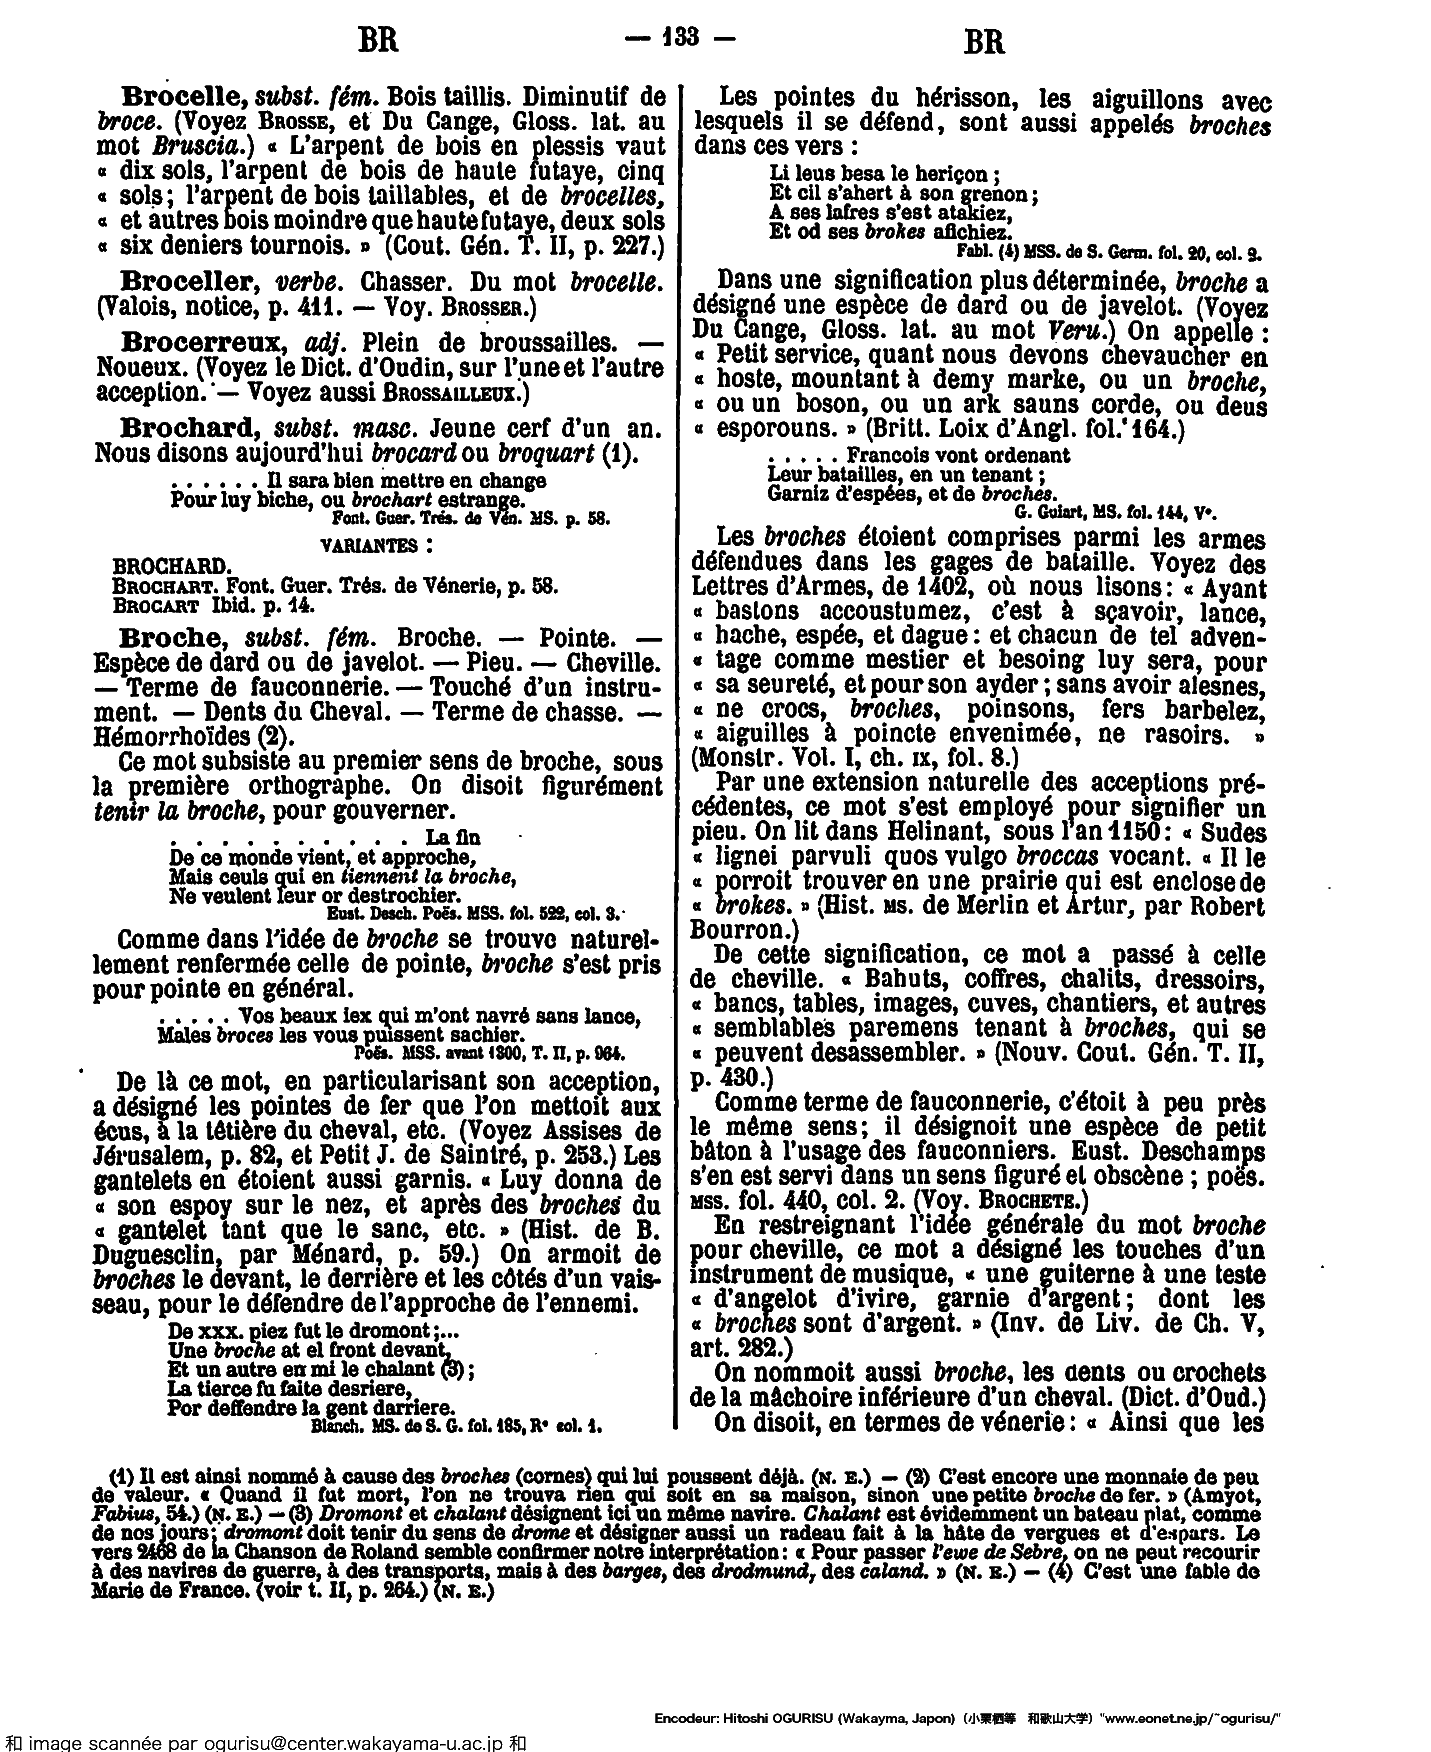 BR — 133 — BR
Brocelle, subst. fém. Bois taillis. Diminutif de
broce. (Voyez BROSSE, et Du Cange, Gloss. lat. au
mot Bruscia.) « L'arpent de bois en plessis vaut
« dix sols, l'arpent de bois de haute futaye, cinq
« sols; l'arpent de bois taillables, et de brocelles,
« et autres bois moindre que haute futaye, deux sols
« six deniers tournois. » (Cout. Gén. T. II, p. 227.)
Broceller, verbe. Chasser. Du mot brocelle.
(Valois, notice, p. 411. — Voy. BROSSER.)
Brocerreux, adj. Plein de broussailles. —
Noueux. (Voyez le Dict. d'Oudin, sur l'une et l'autre
acception. — Voyez aussi BROSSAILLEUX.)
Brochard, subst. masc. Jeune cerf d'un an.
Nous disons aujourd'hui brocard ou broquart (1).
. . . . . . Il sara bien mettre en change
Pour luy biche, ou brochart estrange.
Font. Guer. Trés. de Vén. MS. p. 58.
VARIANTES :
BROCHARD.
BROCHART. Font. Guer. Trés. de Vénerie, p. 58.
BROCART Ibid. p. 14.
Broche, subst. fém. Broche. — Pointe. —
Espèce de dard ou de javelot. — Pieu. — Cheville.
— Terme de fauconnerie. — Touché d'un instru-
ment. — Dents du Cheval. — Terme de chasse. —
Hémorrhoïdes (2).
Ce mot subsiste au premier sens de broche, sous
la première orthographe. On disoit figurément
tenir la broche, pour gouverner.
. . . . . . . . . . . La fin
De ce monde vient, et approche,
Mais ceuls qui en tiennent la broche,
Ne veulent leur or destrochier.
Eust. Desch. Poës. MSS. fol. 522, col. 3.
Comme dans l'idée de broche se trouve naturel-
lement renfermée celle de pointe, broche s'est pris
pour pointe en général.
. . . . . Vos beaux iex qui m'ont navré sans lance,
Males broces les vous puissent sachier.
Poës. MSS. avant 1300, T. II, p. 964.
De là ce mot, en particularisant son acception,
a désigné les pointes de fer que l'on mettoit aux
écus, à la têtière du cheval, etc. (Voyez Assises de
Jérusalem, p. 82, et Petit J. de Saintré, p. 253.) Les
gantelets en étoient aussi garnis. « Luy donna de
« son espoy sur le nez, et après des broches du
« gantelet tant que le sanc, etc. » (Hist. de B.
Duguesclin, par Ménard, p. 59.) On armoit de
broches le devant, le derrière et les côtés d'un vais-
seau, pour le défendre de l'approche de l'ennemi.
De xxx. piez fut le dromont;...
Une broche at el front devant,
Et un autre en mi le chalant (3);
La tierce fu faite desriere,
Por deffendre la gent darriere.
Blanch. MS. de S. G. fol. 185, R° col. 1.
Les pointes du hérisson, les aiguillons avec
lesquels il se défend, sont aussi appelés broches
dans ces vers :
Li leus besa le heriçon ;
Et cil s'ahert à son grenon ;
A ses lafres s'est atakiez,
Et od ses brokes afichiez.
Fabl. (4) MSS. de S. Germ. fol. 20, col. 2.
Dans une signification plus déterminée, broche a
désigné une espèce de dard ou de javelot. (Voyez
Du Cange, Gloss. lat. au mot Veru.) On appelle :
« Petit service, quant nous devons chevaucher en
« hoste, mountant à demy marke, ou un broche,
« ou un boson, ou un ark sauns corde, ou deus
« esporouns. » (Britt. Loix d'Angl. fol. 164.)
. . . . . Francois vont ordenant
Leur batailles, en un tenant ;
Garniz d'espées, et de broches.
G. Guiart, MS. fol. 144, V°.
Les broches étoient comprises parmi les armes
défendues dans les gages de bataille. Voyez des
Lettres d'Armes, de 1402, où nous lisons : « Ayant
« bastons accoustumez, c'est à sçavoir, lance,
« hache, espée, et dague : et chacun de tel adven-
« tage comme mestier et besoing luy sera, pour
« sa seureté, et pour son ayder ; sans avoir alesnes,
« ne crocs, broches, poinsons, fers barbelez,
« aiguilles à poincte envenimée, ne rasoirs. »
(Monstr. Vol. I, ch. IX, fol. 8.)
Par une extension naturelle des acceptions pré-
cédentes, ce mot s'est employé pour signifier un
pieu. On lit dans Helinant, sous l'an 1150 : « Sudes
« lignei parvuli quos vulgo broccas vocant. « Il le
« porroit trouver en une prairie qui est enclose de
« brokes. » (Hist. MS. de Merlin et Artur, par Robert
Bourron.)
De cette signification, ce mot a passé à celle
de cheville. « Bahuts, coffres, chalits, dressoirs,
« bancs, tables, images, cuves, chantiers, et autres
« semblables paremens tenant à broches, qui se
« peuvent desassembler. » (Nouv. Cout. Gén. T. II,
p. 430.)
Comme terme de fauconnerie, c'étoit à peu près
le même sens; il désignoit une espèce de petit
bâton à l'usage des fauconniers. Eust. Deschamps
s'en est servi dans un sens figuré et obscène ; poës.
MSS. fol. 440, col. 2. (Voy. BROCHETE.)
En restreignant l'idée générale du mot broche
pour cheville, ce mot a désigné les touches d'un
instrument de musique, « une guiterne à une teste
« d'angelot d'ivire, garnie d'argent; dont les
« broches sont d'argent. » (Inv. de Liv. de Ch. V,
art. 282.)
On nommoit aussi broche, les dents ou crochets
de la mâchoire inférieure d'un cheval. (Dict. d'Oud.)
On disoit, en termes de vénerie : « Ainsi que les
(1) Il est ainsi nommé à cause des broches (cornes) qui lui poussent déjà. (N. E.) — (2) C'est encore une monnaie de peu
de valeur. « Quand il fut mort, l'on ne trouva rien qui soit en sa maison, sinon une petite broche de fer. » (Amyot,
Fabius, 54.) (N. E.) — (3) Dromont et chalant désignent ici un même navire. Chalant est évidemment un bateau plat, comme
de nos jours; dromont doit tenir du sens de drome et désigner aussi un radeau fait à la hâte de vergues et d'espars. Le
vers 2468 de la Chanson de Roland semble confirmer notre interprétation : « Pour passer l'ewe de Sebre, on ne peut recourir
à des navires de guerre, à des transports, mais à des barges, des drodmund, des caland. » (N. E.) — (4) C'est une fable de
Marie de France. (voir t. II, p. 264.) (N. E.)
Encodeur: Hitoshi OGURISU (Wakayma, Japon) (小栗栖等 和歌山大学) "www.eonet.ne.jp/~ogurisu/"
和 image scannée par ogurisu@center.wakayama-u.ac.jp 和